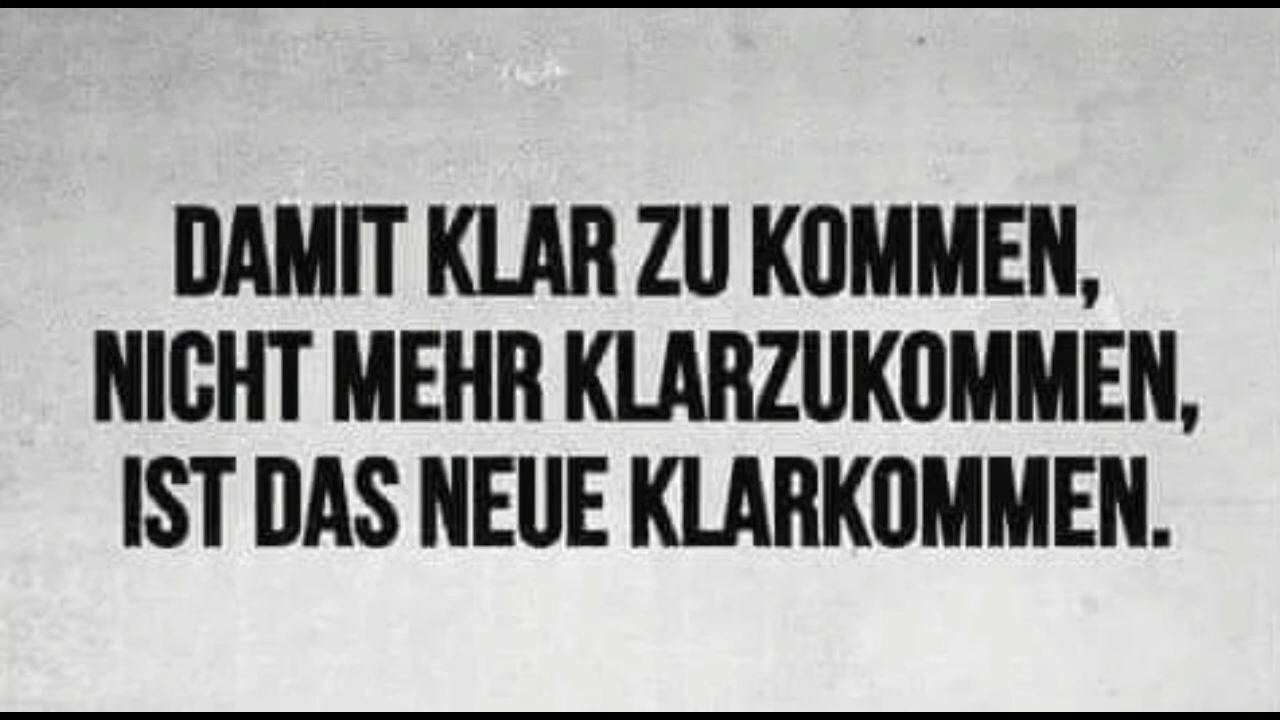 DAMIT KLAR ZU KOMMEN,
NICHT MEHR KLARZUKOMMEN,
IST DAS NEUE KLARKOMMEN.